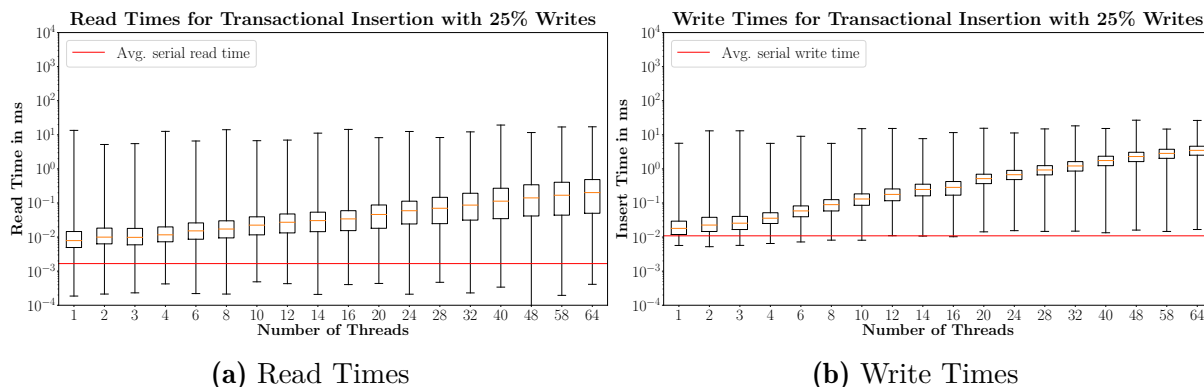 Read Times for Transactional Insertion with 25% Writes
Read Time in ms
10^4
10^3
10^2
10^1
10^0
10^−1
10^−2
10^−3
10^−4
Avg. serial read time
1 2 3 4 6 8 10 12 14 16 20 24 28 32 40 48 58 64
Number of Threads
(a) Read Times
Write Times for Transactional Insertion with 25% Writes
Insert Time in ms
10^4
10^3
10^2
10^1
10^0
10^−1
10^−2
10^−3
10^−4
Avg. serial write time
1 2 3 4 6 8 10 12 14 16 20 24 28 32 40 48 58 64
Number of Threads
(b) Write Times